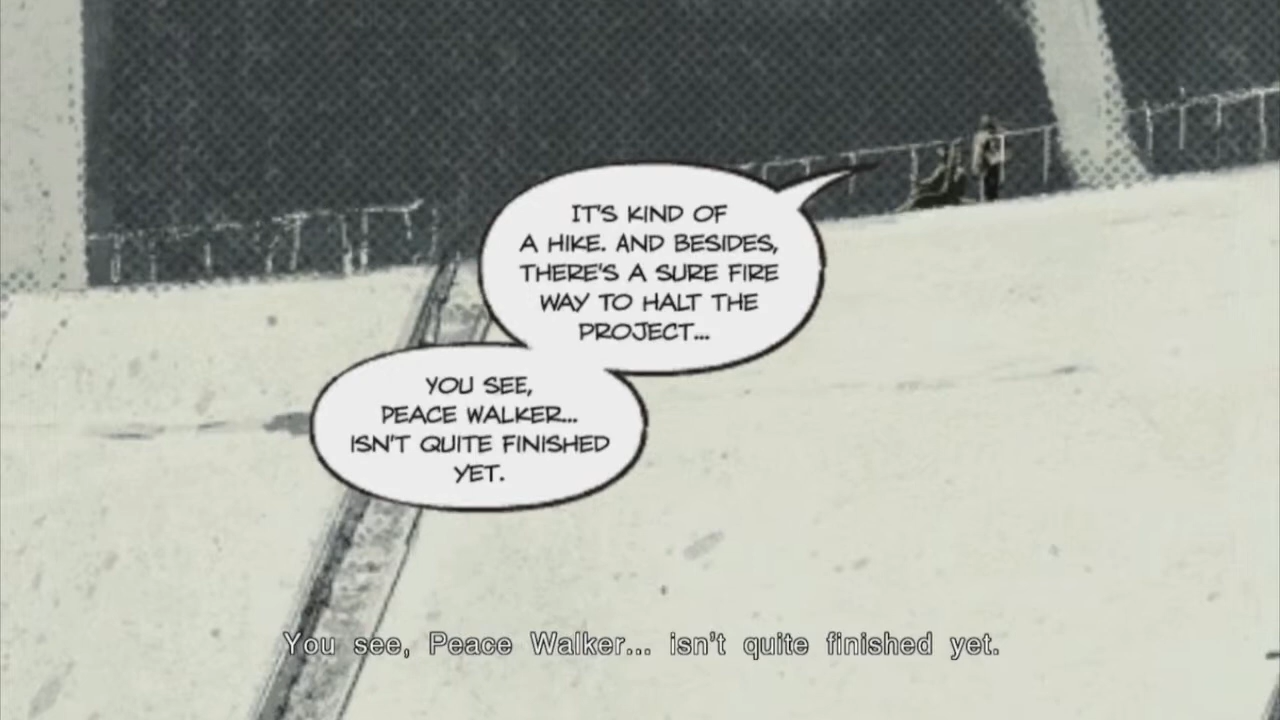 IT'S KIND OF
A HIKE. AND BESIDES,
THERE'S A SURE FIRE
WAY TO HALT THE
PROJECT...
YOU SEE,
PEACE WALKER...
ISN'T QUITE FINISHED
YET.
You see, Peace Walker... isn't quite finished yet.